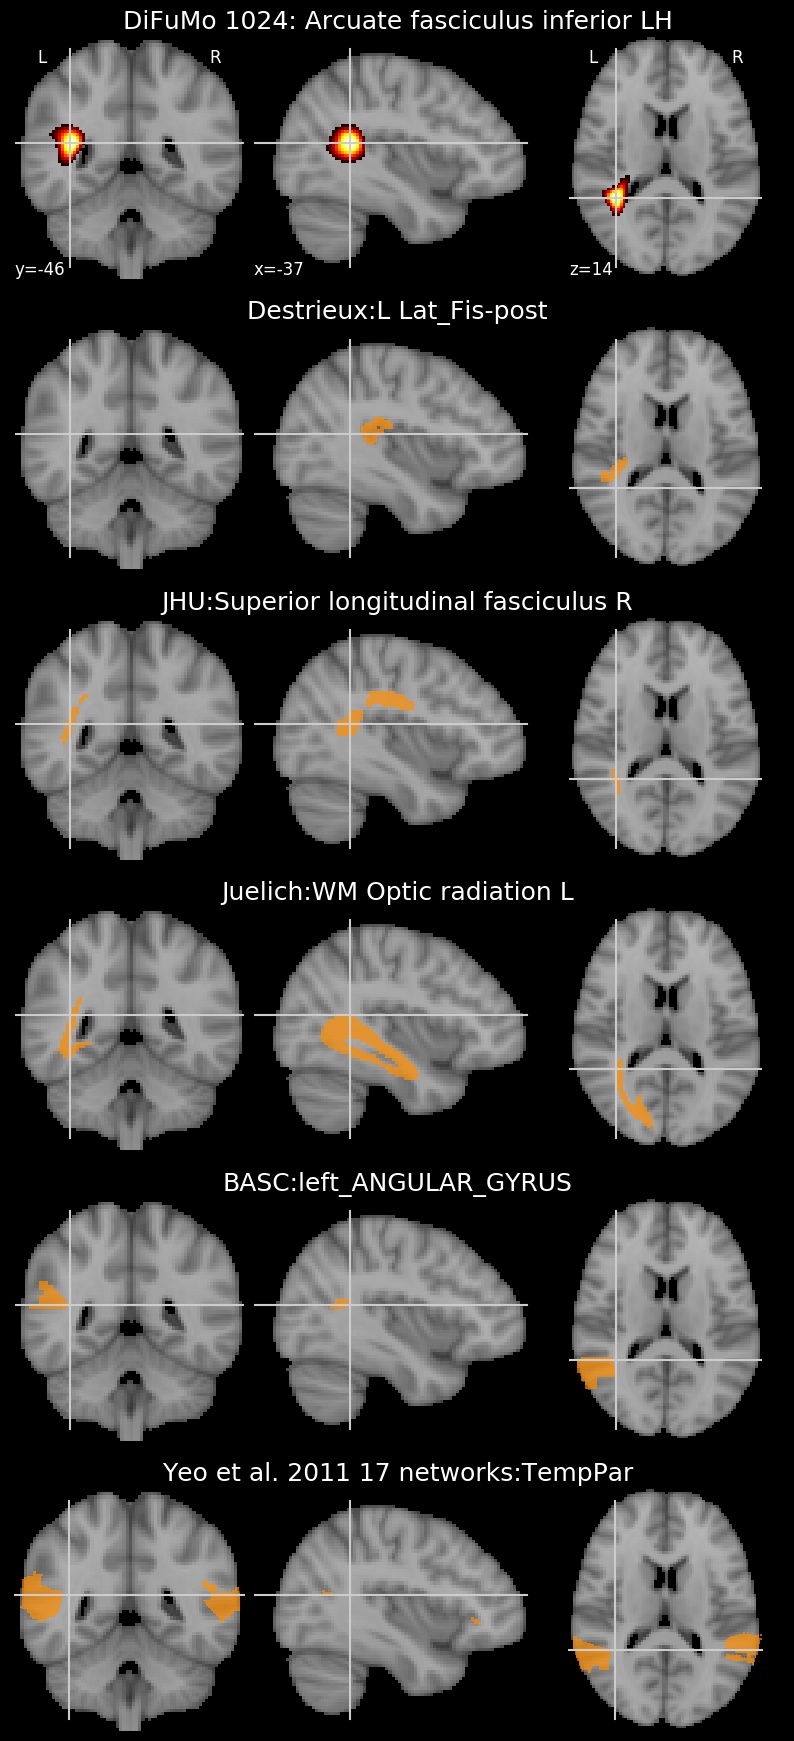 DiFuMo 1024: Arcuate fasciculus inferior LH
L R L R
y=-46 x=-37 z=14
Destrieux:L Lat_Fis-post
JHU:Superior longitudinal fasciculus R
Juelich:WM Optic radiation L
BASC:left_ANGULAR_GYRUS
Yeo et al. 2011 17 networks:TempPar